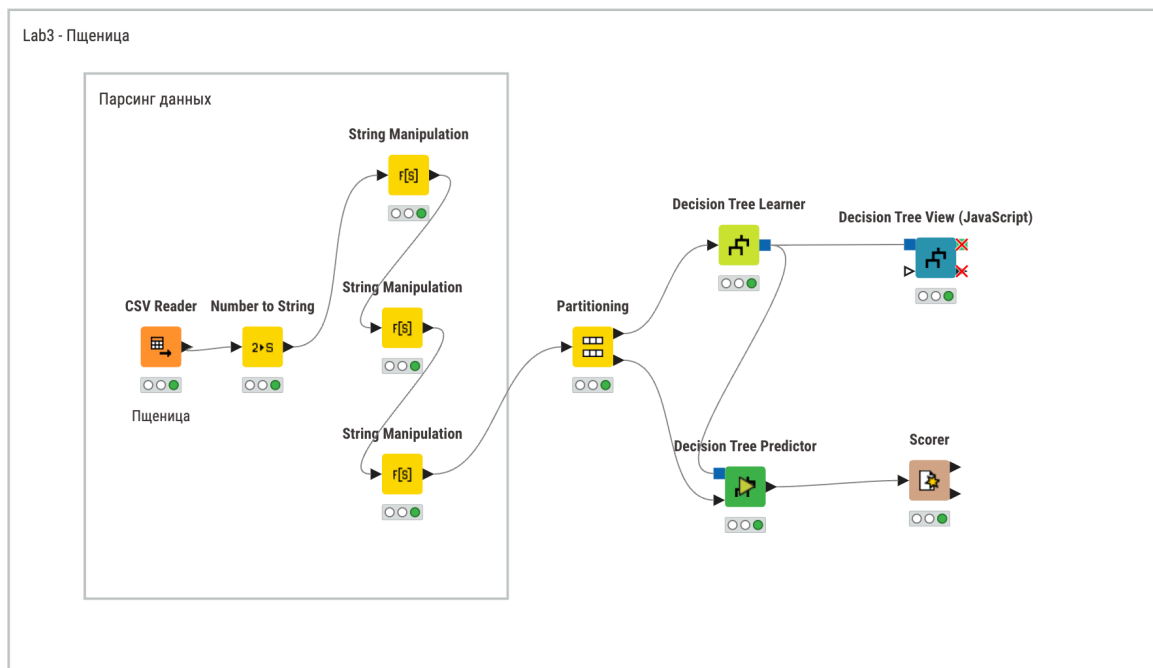 Lab3 - Пщеница
Парсинг данных
String Manipulation
F[S]
Decision Tree Learner
Decision Tree View (JavaScript)
String Manipulation
F[S]
CSV Reader
Number to String
2▸S
Partitioning
Пщеница
String Manipulation
F[S]
Decision Tree Predictor
Scorer